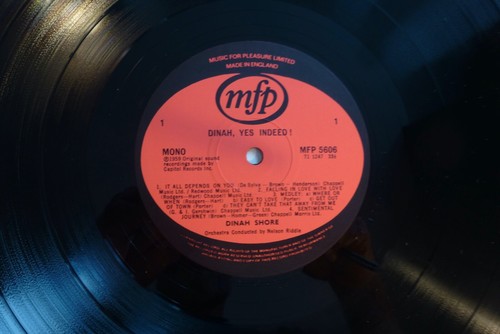 MUSIC FOR PLEASURE LIMITED
MADE IN ENGLAND
mfp
DINAH, YES INDEED!
1
1
MONO
MFP 5606
℗1959 Original sound
recordings made by
Capitol Records Inc
1. IT ALL DEPENDS ON YOU (De Sylva - Brown - Henderson; Chappell
Music Ltd./ Redwood Music Ltd) 2. FALLING IN LOVE WITH LOVE
(Rodgers-Hart; Chappell Music Ltd) 3. MEDLEY: a) WHERE OR
WHEN (Rodgers-Hart) b) EASY TO LOVE (Porter) c) GET OUT
OF TOWN (Porter) d) THEY CAN'T TAKE THAT AWAY FROM ME
(G. & I. Gershwin; Chappell Music Ltd) 4. SENTIMENTAL
JOURNEY (Brown-Homer-Green; Chappell Morris Ltd)
DINAH SHORE
Orchestra Conducted by Nelson Riddle